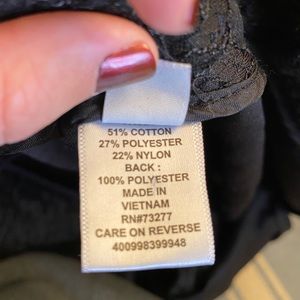 51% COTTON
27% POLYESTER
22% NYLON
BACK :
100% POLYESTER
MADE IN
VIETNAM
RN#73277
CARE ON REVERSE
400998399948